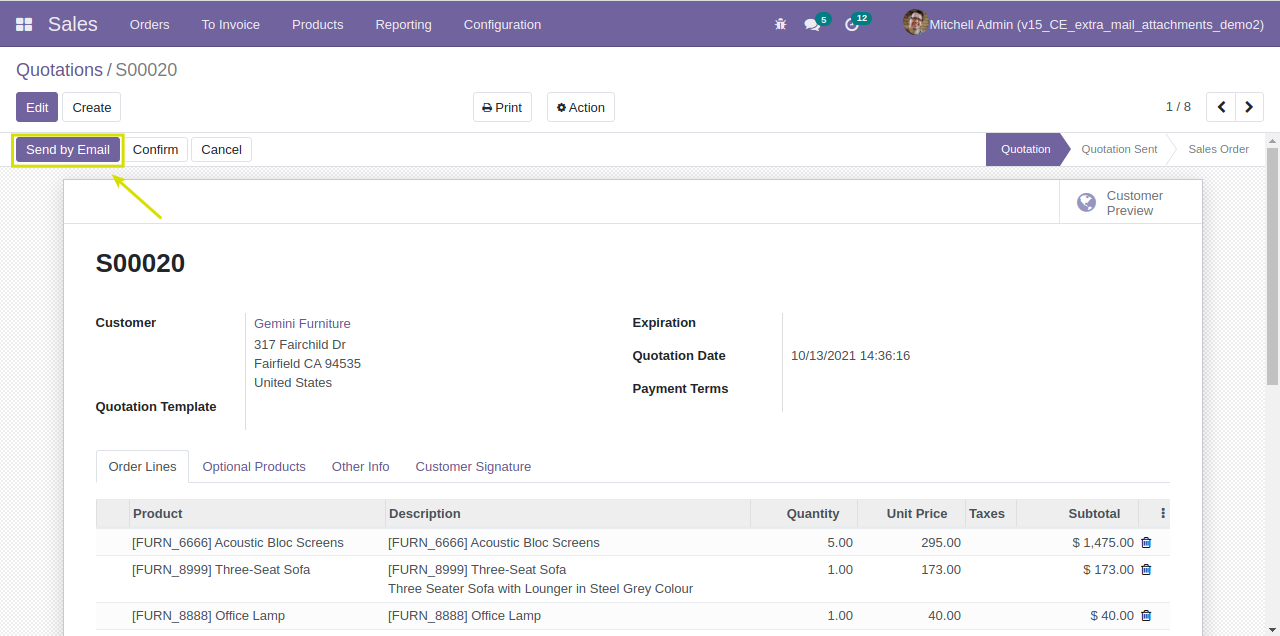 Sales Orders To Invoice Products Reporting Configuration 5 12 Mitchell Admin (v15_CE_extra_mail_attachments_demo2)
Quotations / S00020
Edit Create Print Action 1 / 8
Send by Email Confirm Cancel Quotation Quotation Sent Sales Order
Customer
Preview
S00020
Customer Gemini Furniture Expiration
317 Fairchild Dr
Quotation Date 10/13/2021 14:36:16
Fairfield CA 94535
United States
Payment Terms
Quotation Template
Order Lines Optional Products Other Info Customer Signature
Product Description Quantity Unit Price Taxes Subtotal
[FURN_6666] Acoustic Bloc Screens [FURN_6666] Acoustic Bloc Screens 5.00 295.00 $ 1,475.00
[FURN_8999] Three-Seat Sofa [FURN_8999] Three-Seat Sofa 1.00 173.00 $ 173.00
Three Seater Sofa with Lounger in Steel Grey Colour
[FURN_8888] Office Lamp [FURN_8888] Office Lamp 1.00 40.00 $ 40.00